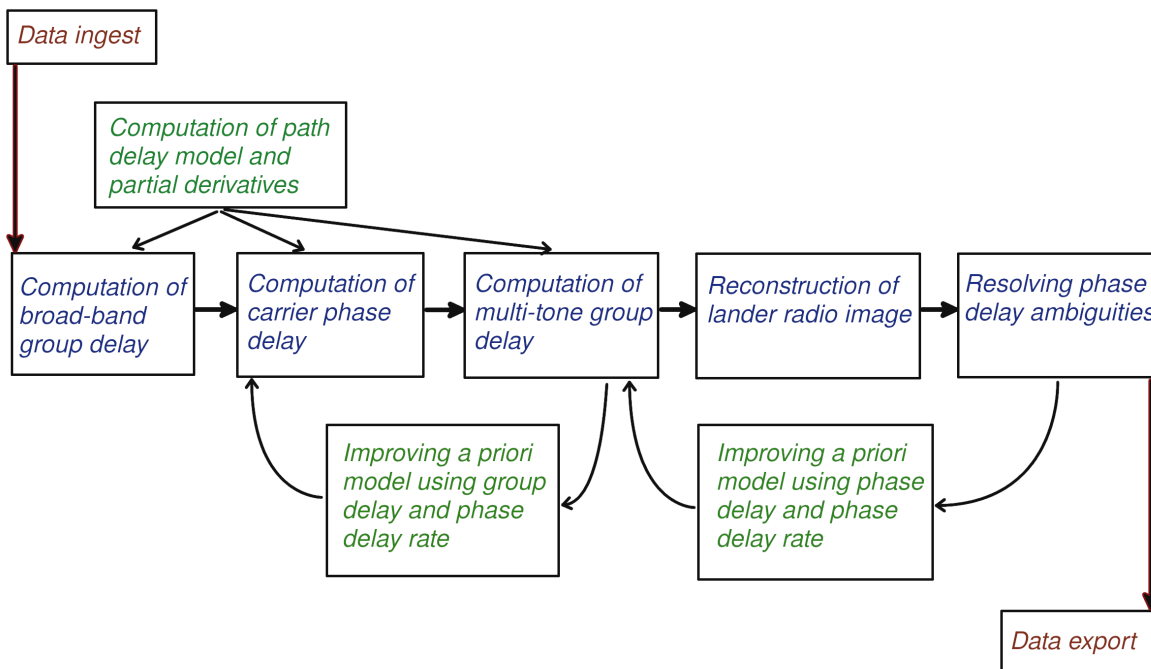 Data ingest
Computation of path
delay model and
partial derivatives
Computation of
broad-band
group delay
Computation of
carrier phase
delay
Computation of
multi-tone group
delay
Reconstruction of
lander radio image
Resolving phase
delay ambiguities
Improving a priori
model using group
delay and phase
delay rate
Improving a priori
model using phase
delay and phase
delay rate
Data export